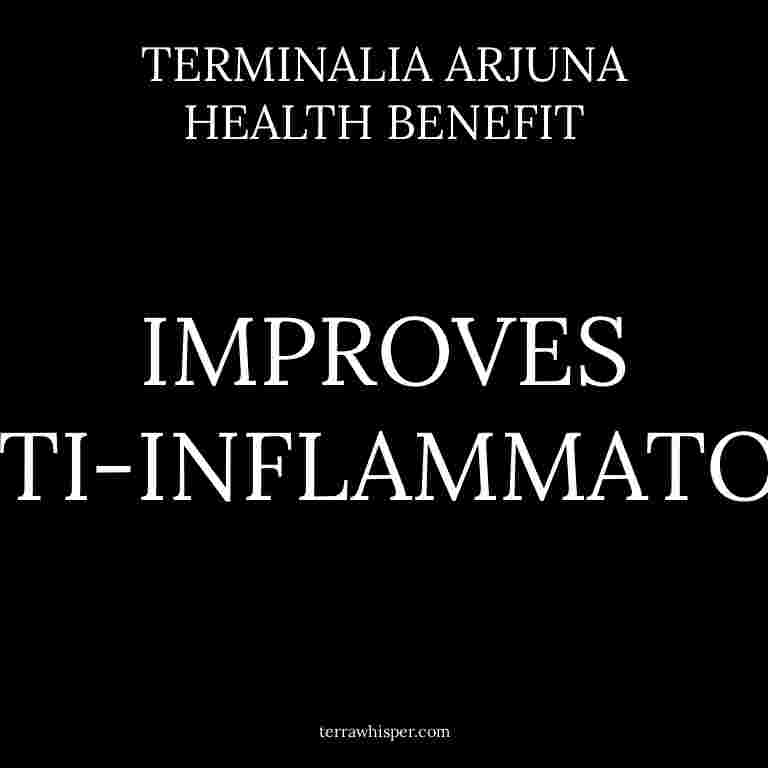 TERMINALIA ARJUNA
HEALTH BENEFIT
IMPROVES
TI-INFLAMMATO
terrawhisper.com